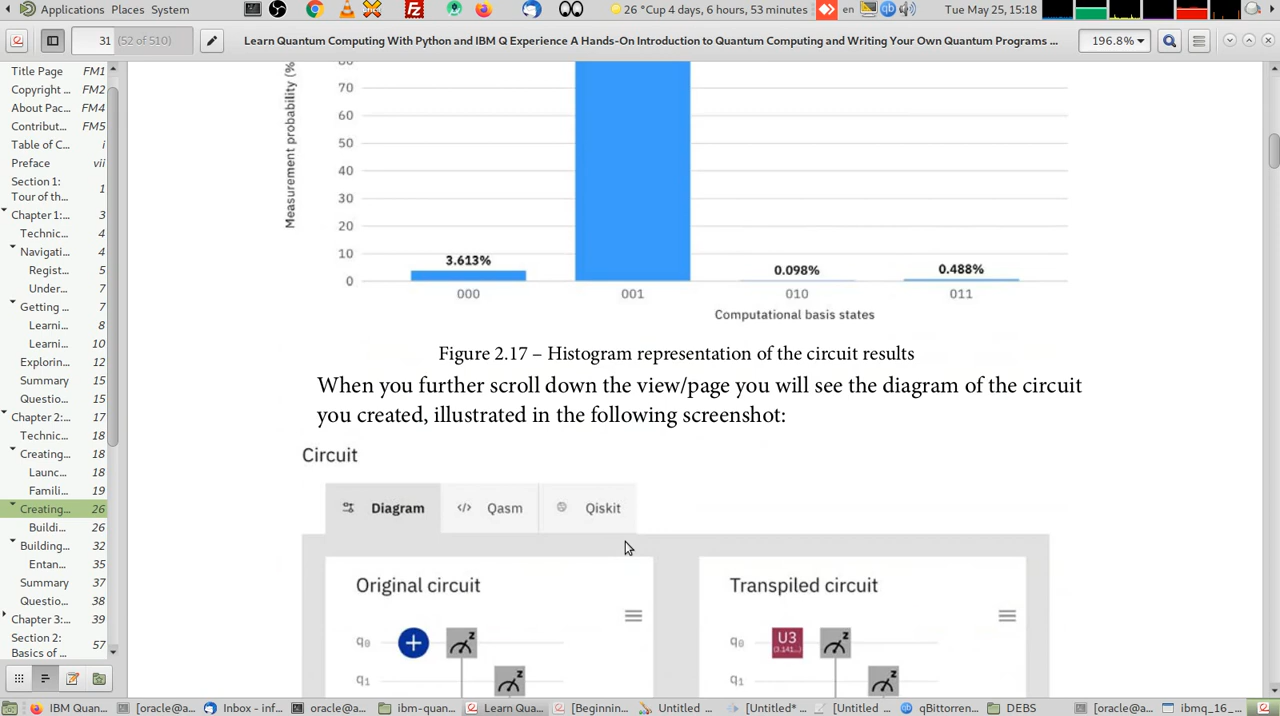 Applications Places System
26 °C up 4 days, 6 hours, 53 minutes
en
Tue May 25, 15:18
31
(52 of 510)
Learn Quantum Computing With Python and IBM Q Experience A Hands-On Introduction to Quantum Computing and Writing Your Own Quantum Programs ...
196.8%
Title Page FM1
Copyright ... FM2
About Pac... FM4
Contribut... FM5
Table of C... i
Preface vii
Section 1:
Tour of th... 1
Chapter 1:... 3
Technic... 4
Navigati... 4
Regist... 5
Under... 7
Getting ... 7
Learni... 8
Learni... 10
Explorin... 12
Summary 15
Questio... 15
Chapter 2:... 17
Technic... 18
Creating... 18
Launc... 18
Famili... 19
Creating... 26
Buildi... 26
Building... 32
Entan... 35
Summary 37
Questio... 38
Chapter 3:... 39
Section 2:
Basics of ... 57
Measurement probability (%
80
70
60
50
40
30
20
10
0
3.613%
0.098%
0.488%
000 001 010 011
Computational basis states
Figure 2.17 – Histogram representation of the circuit results
When you further scroll down the view/page you will see the diagram of the circuit
you created, illustrated in the following screenshot:
Circuit
Diagram </> Qasm Qiskit
Original circuit
q0 + z
q1 z
Transpiled circuit
q0 U3 (3.141... z
q1 z
IBM Quan...
[oracle@a...
Inbox - inf...
oracle@a...
ibm-quan...
Learn Qua...
[Beginnin...
Untitled ...
[Untitled* ...
[Untitled ...
qBittorren...
DEBS
[oracle@a...
ibmq_16_...